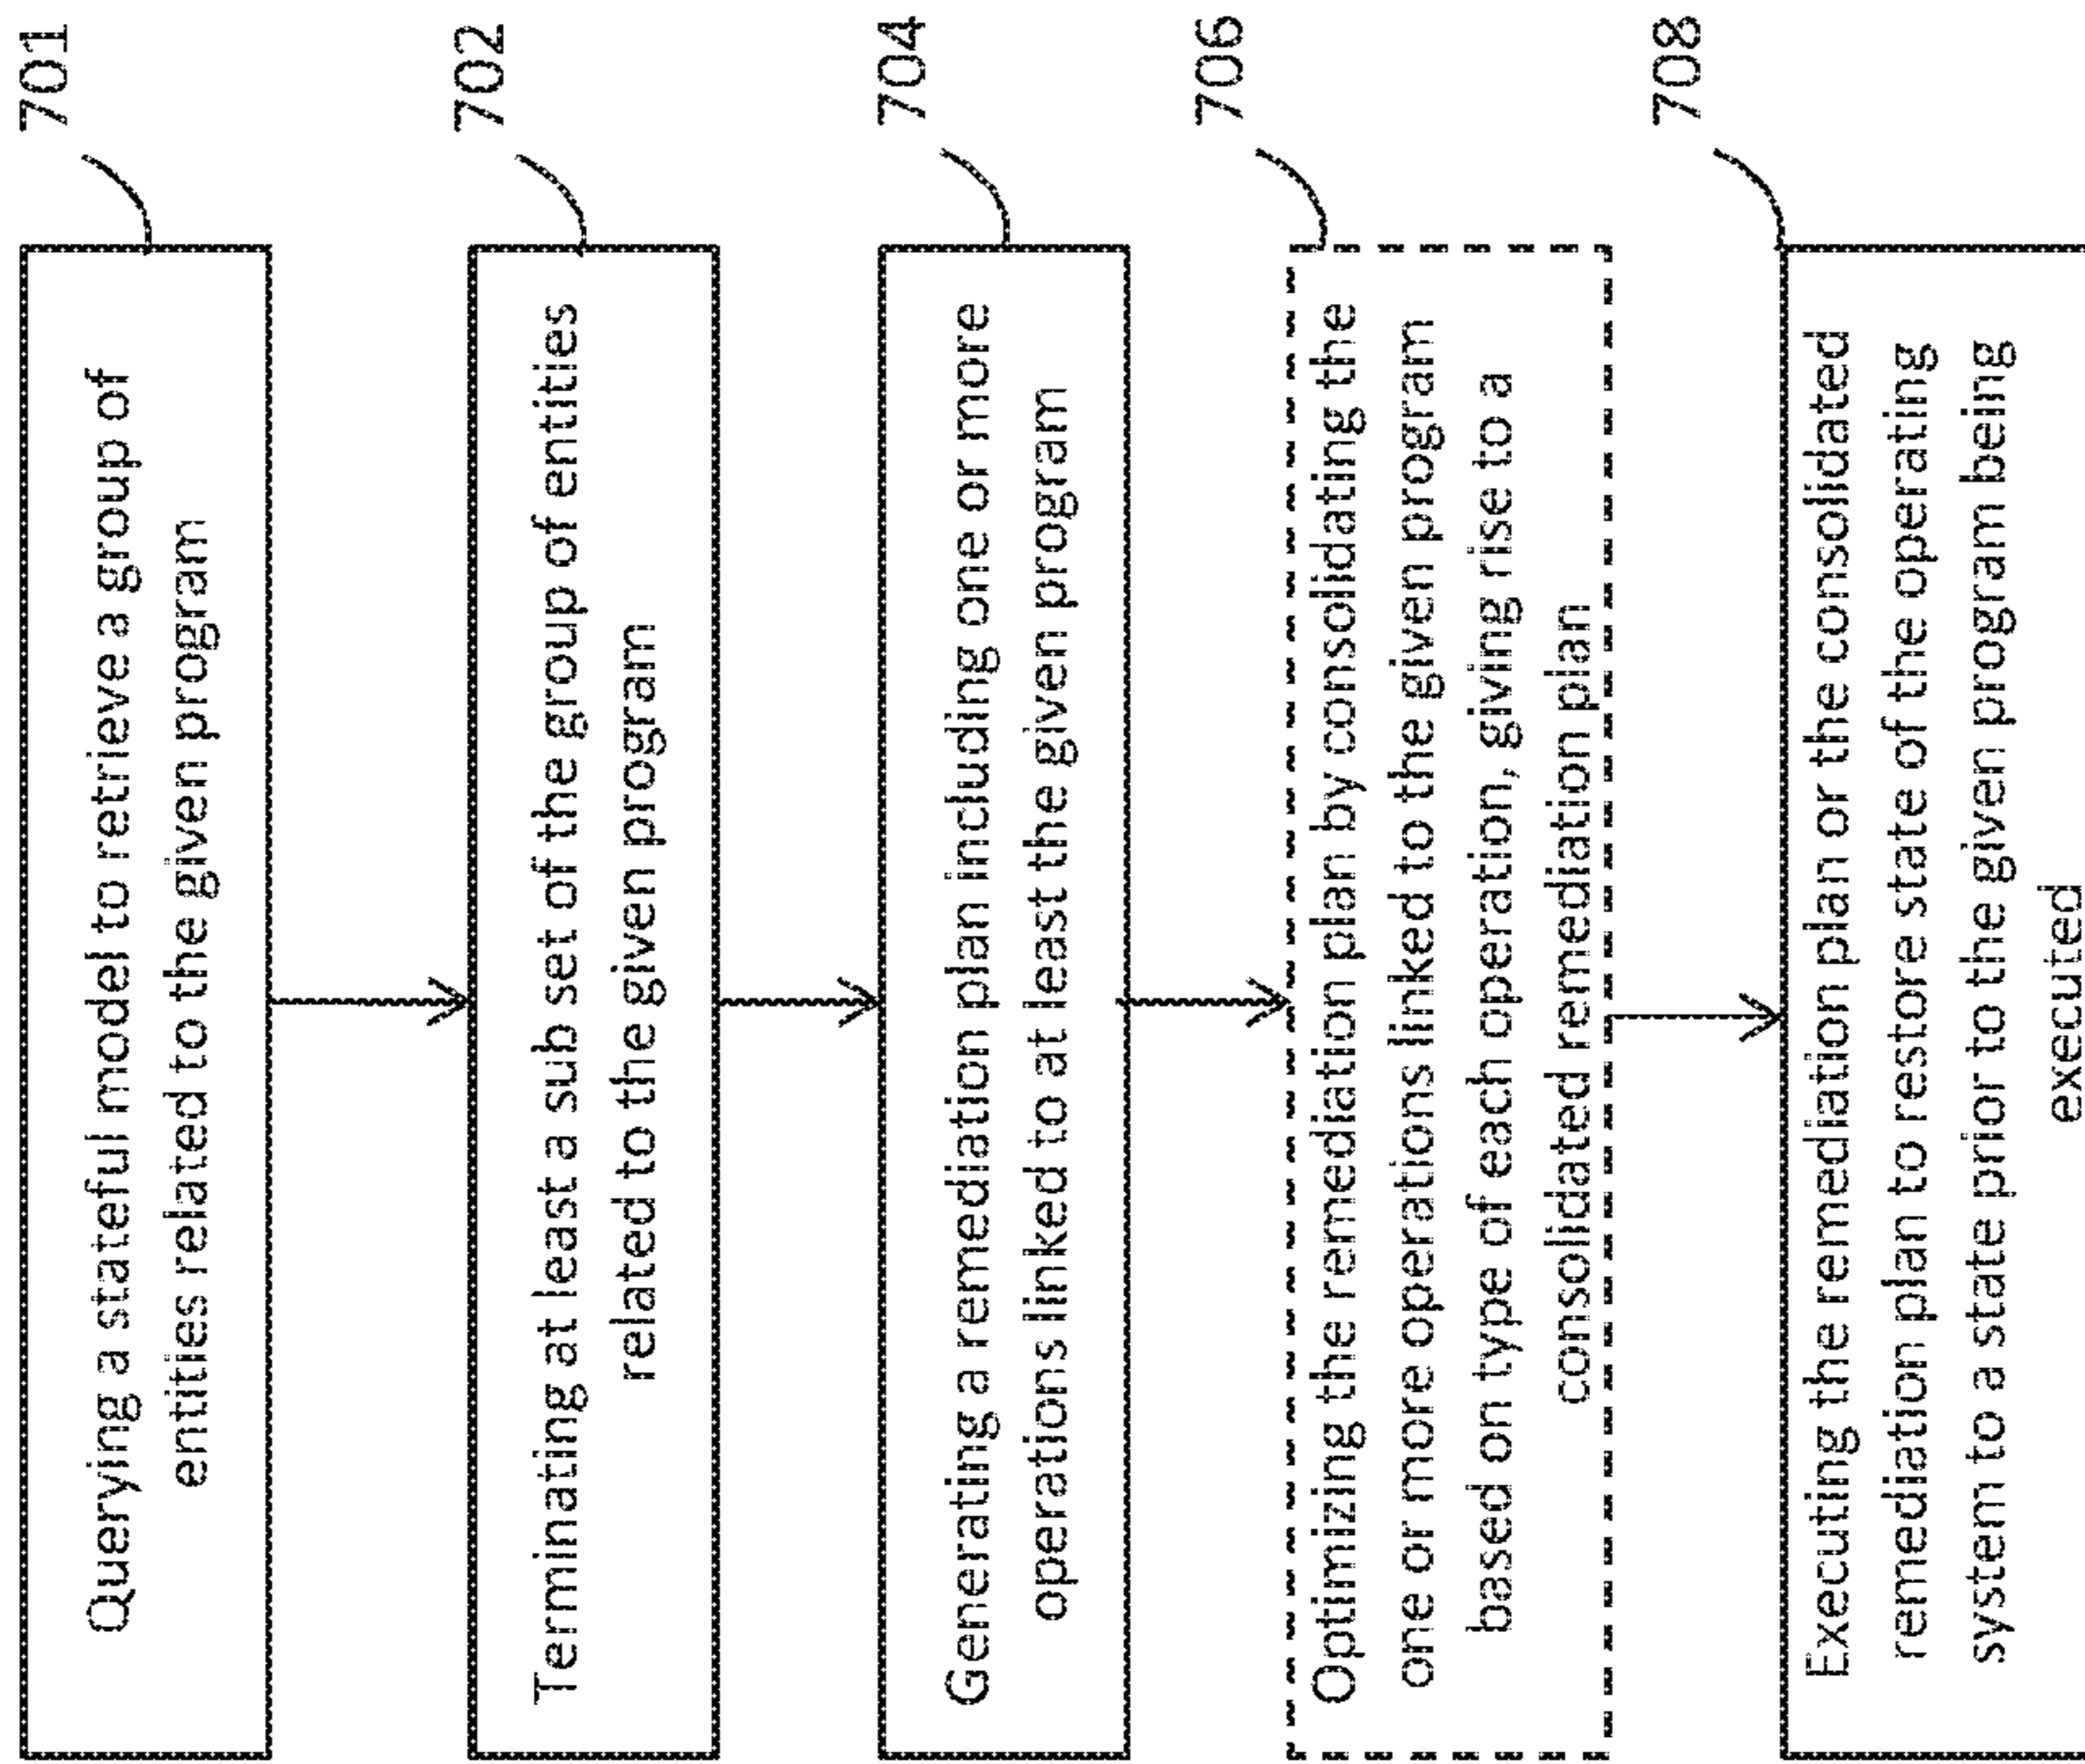 701
Querying a stateful model to retrieve a group of
entities related to the given program
702
Terminating at least a sub set of the group of entities
related to the given program
704
Generating a remediation plan including one or more
operations linked to at least the given program
706
Optimizing the remediation plan by consolidating the
one or more operations linked to the given program
based on type of each operation, giving rise to a
consolidated remediation plan
708
Executing the remediation plan or the consolidated
remediation plan to restore state of the operating
system to a state prior to the given program being
executed